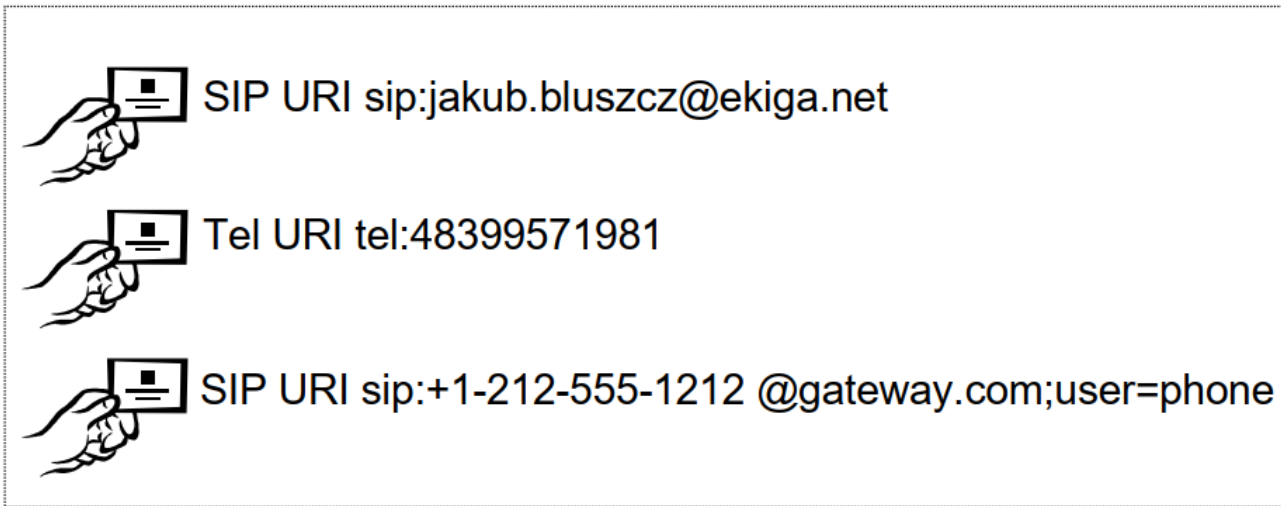 SIP URI sip:jakub.bluszcz@ekiga.net
Tel URI tel:48399571981
SIP URI sip:+1-212-555-1212 @gateway.com;user=phone